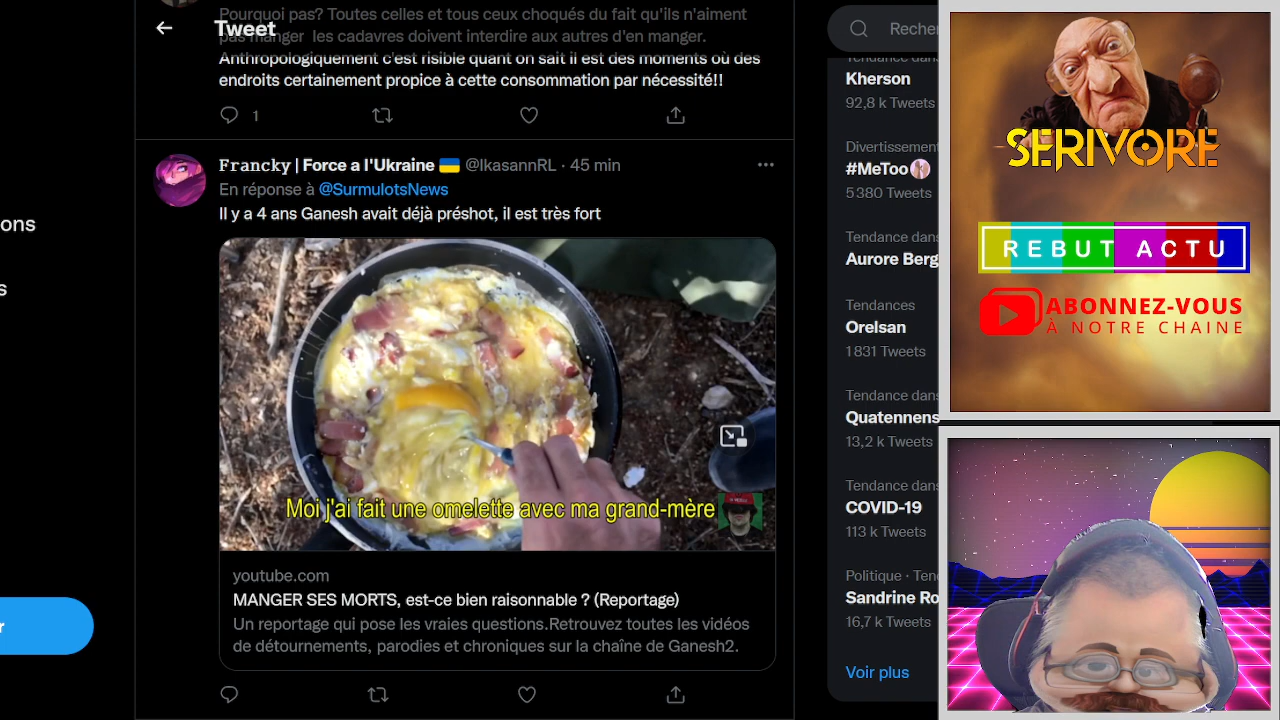 Pourquoi pas? Toutes celles et tous ceux choqués du fait qu'ils n'aiment
Tweet
pas manger les cadavres doivent interdire aux autres d'en manger.
Anthropologiquement c'est risible quant on sait il est des moments où des
endroits certainement propice à cette consommation par nécessité!!
1
Francky | Force a l'Ukraine 🇺🇦 @IkasannRL · 45 min
En réponse à @SurmulotsNews
Il y a 4 ans Ganesh avait déjà préshot, il est très fort
Moi j'ai fait une omelette avec ma grand-mère
youtube.com
MANGER SES MORTS, est-ce bien raisonnable ? (Reportage)
Un reportage qui pose les vraies questions.Retrouvez toutes les vidéos
de détournements, parodies et chroniques sur la chaîne de Ganesh2.
ons
s
r
Recher
Tendance dans
Kherson
92,8 k Tweets
Divertissement
#MeToo
5 380 Tweets
Tendance dans
Aurore Berg
Tendances
Orelsan
1 831 Tweets
Tendance dans
Quatennens
13,2 k Tweets
Tendance dans
COVID-19
113 k Tweets
Politique · Ten
Sandrine Ro
16,7 k Tweets
Voir plus
SERIVORE
REBUT ACTU
ABONNEZ-VOUS
À NOTRE CHAINE